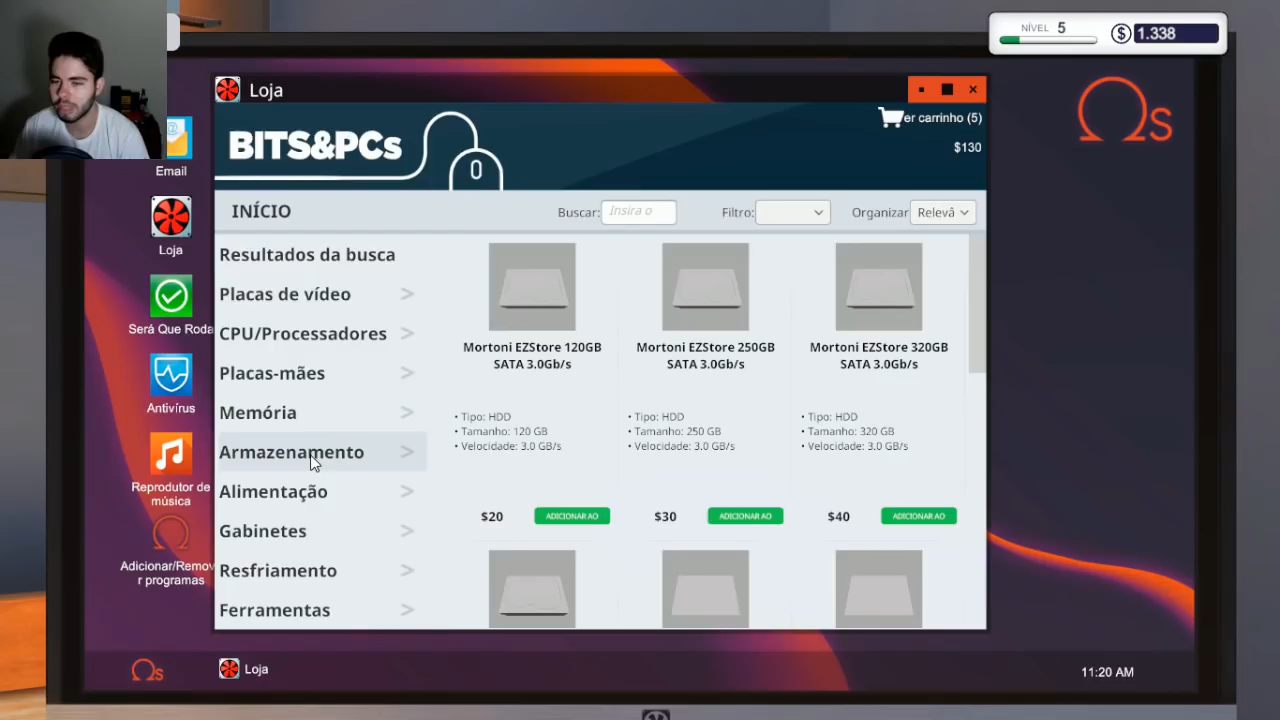 NÍVEL 5
$ 1.338
Loja
BITS&PCs
er carrinho (5)
$130
INÍCIO
Buscar: Insira o
Filtro:
Organizar Relevâ
Resultados da busca
Placas de vídeo >
CPU/Processadores >
Placas-mães >
Memória >
Armazenamento >
Alimentação >
Gabinetes >
Resfriamento >
Ferramentas >
Mortoni EZStore 120GB
SATA 3.0Gb/s
• Tipo: HDD
• Tamanho: 120 GB
• Velocidade: 3.0 GB/s
$20 ADICIONAR AO
Mortoni EZStore 250GB
SATA 3.0Gb/s
• Tipo: HDD
• Tamanho: 250 GB
• Velocidade: 3.0 GB/s
$30 ADICIONAR AO
Mortoni EZStore 320GB
SATA 3.0Gb/s
• Tipo: HDD
• Tamanho: 320 GB
• Velocidade: 3.0 GB/s
$40 ADICIONAR AO
Email
Loja
Será Que Roda
Antivírus
Reprodutor de
música
Adicionar/Remov
r programas
Ωs
Ωs
Loja
11:20 AM